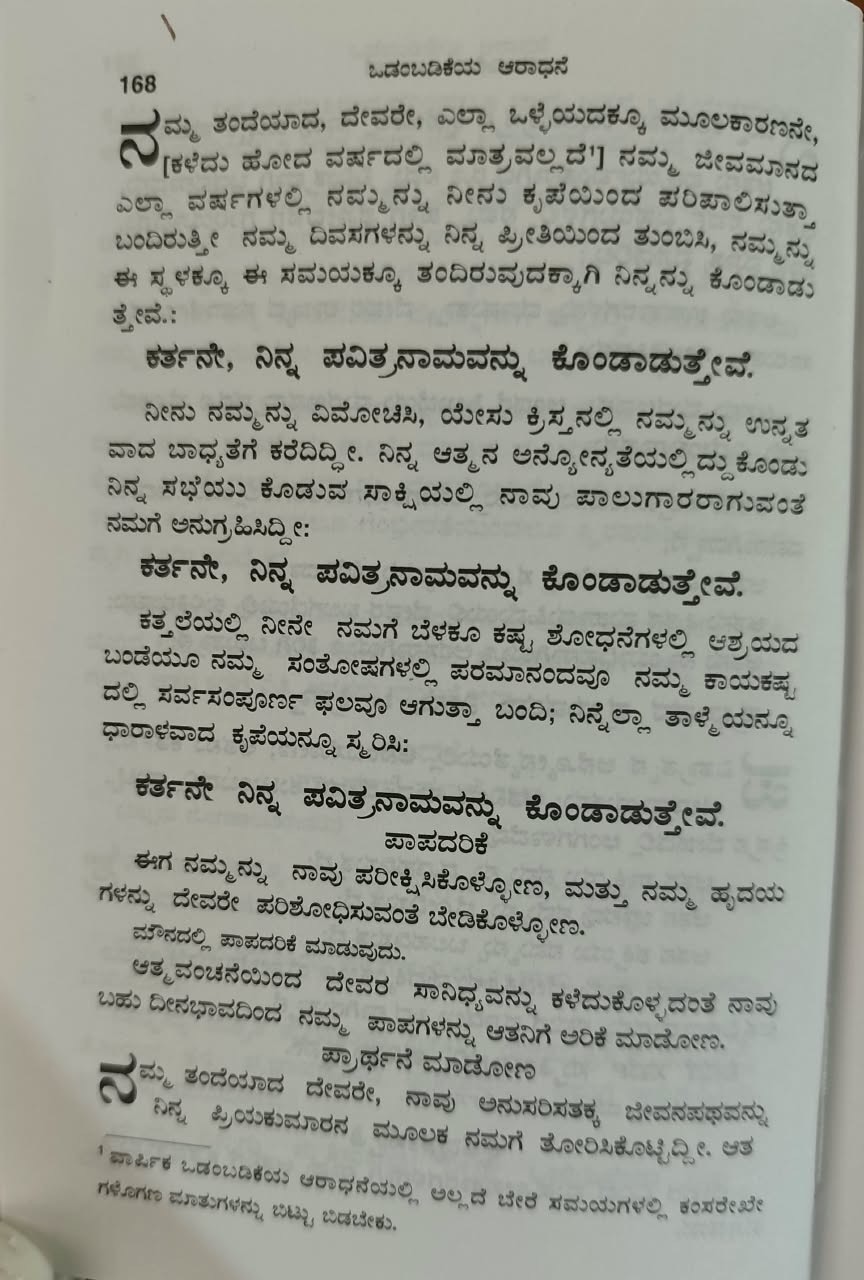 168
ಒಡಂಬಡಿಕೆಯ ಆರಾಧನೆ
ನಮ್ಮ ತಂದೆಯಾದ, ದೇವರೇ, ಎಲ್ಲಾ ಒಳ್ಳೆಯದಕ್ಕೂ ಮೂಲಕಾರಣನೇ,
[ಕಳೆದು ಹೋದ ವರ್ಷದಲ್ಲಿ ಮಾತ್ರವಲ್ಲದೆ¹] ನಮ್ಮ ಜೀವಮಾನದ
ಎಲ್ಲಾ ವರ್ಷಗಳಲ್ಲಿ ನಮ್ಮನ್ನು ನೀನು ಕೃಪೆಯಿಂದ ಪರಿಪಾಲಿಸುತ್ತಾ
ಬಂದಿರುತ್ತೀ ನಮ್ಮ ದಿವಸಗಳನ್ನು ನಿನ್ನ ಪ್ರೀತಿಯಿಂದ ತುಂಬಿಸಿ, ನಮ್ಮನ್ನು
ಈ ಸ್ಥಳಕ್ಕೂ ಈ ಸಮಯಕ್ಕೂ ತಂದಿರುವುದಕ್ಕಾಗಿ ನಿನ್ನನ್ನು ಕೊಂಡಾಡು
ತ್ತೇವೆ.:
ಕರ್ತನೇ, ನಿನ್ನ ಪವಿತ್ರನಾಮವನ್ನು ಕೊಂಡಾಡುತ್ತೇವೆ.
ನೀನು ನಮ್ಮನ್ನು ವಿಮೋಚಿಸಿ, ಯೇಸು ಕ್ರಿಸ್ತನಲ್ಲಿ ನಮ್ಮನ್ನು ಉನ್ನತ
ವಾದ ಬಾಧ್ಯತೆಗೆ ಕರೆದಿದ್ದೀ. ನಿನ್ನ ಆತ್ಮನ ಅನ್ಯೋನ್ಯತೆಯಲ್ಲಿದ್ದುಕೊಂಡು
ನಿನ್ನ ಸಭೆಯು ಕೊಡುವ ಸಾಕ್ಷಿಯಲ್ಲಿ ನಾವು ಪಾಲುಗಾರರಾಗುವಂತೆ
ನಮಗೆ ಅನುಗ್ರಹಿಸಿದ್ದೀ:
ಕರ್ತನೇ, ನಿನ್ನ ಪವಿತ್ರನಾಮವನ್ನು ಕೊಂಡಾಡುತ್ತೇವೆ.
ಕತ್ತಲೆಯಲ್ಲಿ ನೀನೇ ನಮಗೆ ಬೆಳಕೂ ಕಷ್ಟ ಶೋಧನೆಗಳಲ್ಲಿ ಆಶ್ರಯದ
ಬಂಡೆಯೂ ನಮ್ಮ ಸಂತೋಷಗಳಲ್ಲಿ ಪರಮಾನಂದವೂ ನಮ್ಮ ಕಾಯಕಷ್ಟ
ದಲ್ಲಿ ಸರ್ವಸಂಪೂರ್ಣ ಫಲವೂ ಆಗುತ್ತಾ ಬಂದಿ; ನಿನ್ನೆಲ್ಲಾ ತಾಳ್ಮೆಯನ್ನೂ
ಧಾರಾಳವಾದ ಕೃಪೆಯನ್ನೂ ಸ್ಮರಿಸಿ:
ಕರ್ತನೇ ನಿನ್ನ ಪವಿತ್ರನಾಮವನ್ನು ಕೊಂಡಾಡುತ್ತೇವೆ.
ಪಾಪದರಿಕೆ
ಈಗ ನಮ್ಮನ್ನು ನಾವು ಪರೀಕ್ಷಿಸಿಕೊಳ್ಳೋಣ, ಮತ್ತು ನಮ್ಮ ಹೃದಯ
ಗಳನ್ನು ದೇವರೇ ಪರಿಶೋಧಿಸುವಂತೆ ಬೇಡಿಕೊಳ್ಳೋಣ.
ಮೌನದಲ್ಲಿ ಪಾಪದರಿಕೆ ಮಾಡುವುದು.
ಆತ್ಮವಂಚನೆಯಿಂದ ದೇವರ ಸಾನಿಧ್ಯವನ್ನು ಕಳೆದುಕೊಳ್ಳದಂತೆ ನಾವು
ಬಹು ದೀನಭಾವದಿಂದ ನಮ್ಮ ಪಾಪಗಳನ್ನು ಆತನಿಗೆ ಅರಿಕೆ ಮಾಡೋಣ.
ಪ್ರಾರ್ಥನೆ ಮಾಡೋಣ
ನಮ್ಮ ತಂದೆಯಾದ ದೇವರೇ, ನಾವು ಅನುಸರಿಸತಕ್ಕ ಜೀವನಪಥವನ್ನು
ನಿನ್ನ ಪ್ರಿಯಕುಮಾರನ ಮೂಲಕ ನಮಗೆ ತೋರಿಸಿಕೊಟ್ಟಿದ್ದೀ. ಆತ
¹ ವಾರ್ಷಿಕ ಒಡಂಬಡಿಕೆಯ ಆರಾಧನೆಯಲ್ಲಿ ಅಲ್ಲದೆ ಬೇರೆ ಸಮಯಗಳಲ್ಲಿ ಕಂಸರೇಖೇ
ಗಳೊಗಣ ಮಾತುಗಳನ್ನು ಬಿಟ್ಟು ಬಿಡಬೇಕು.